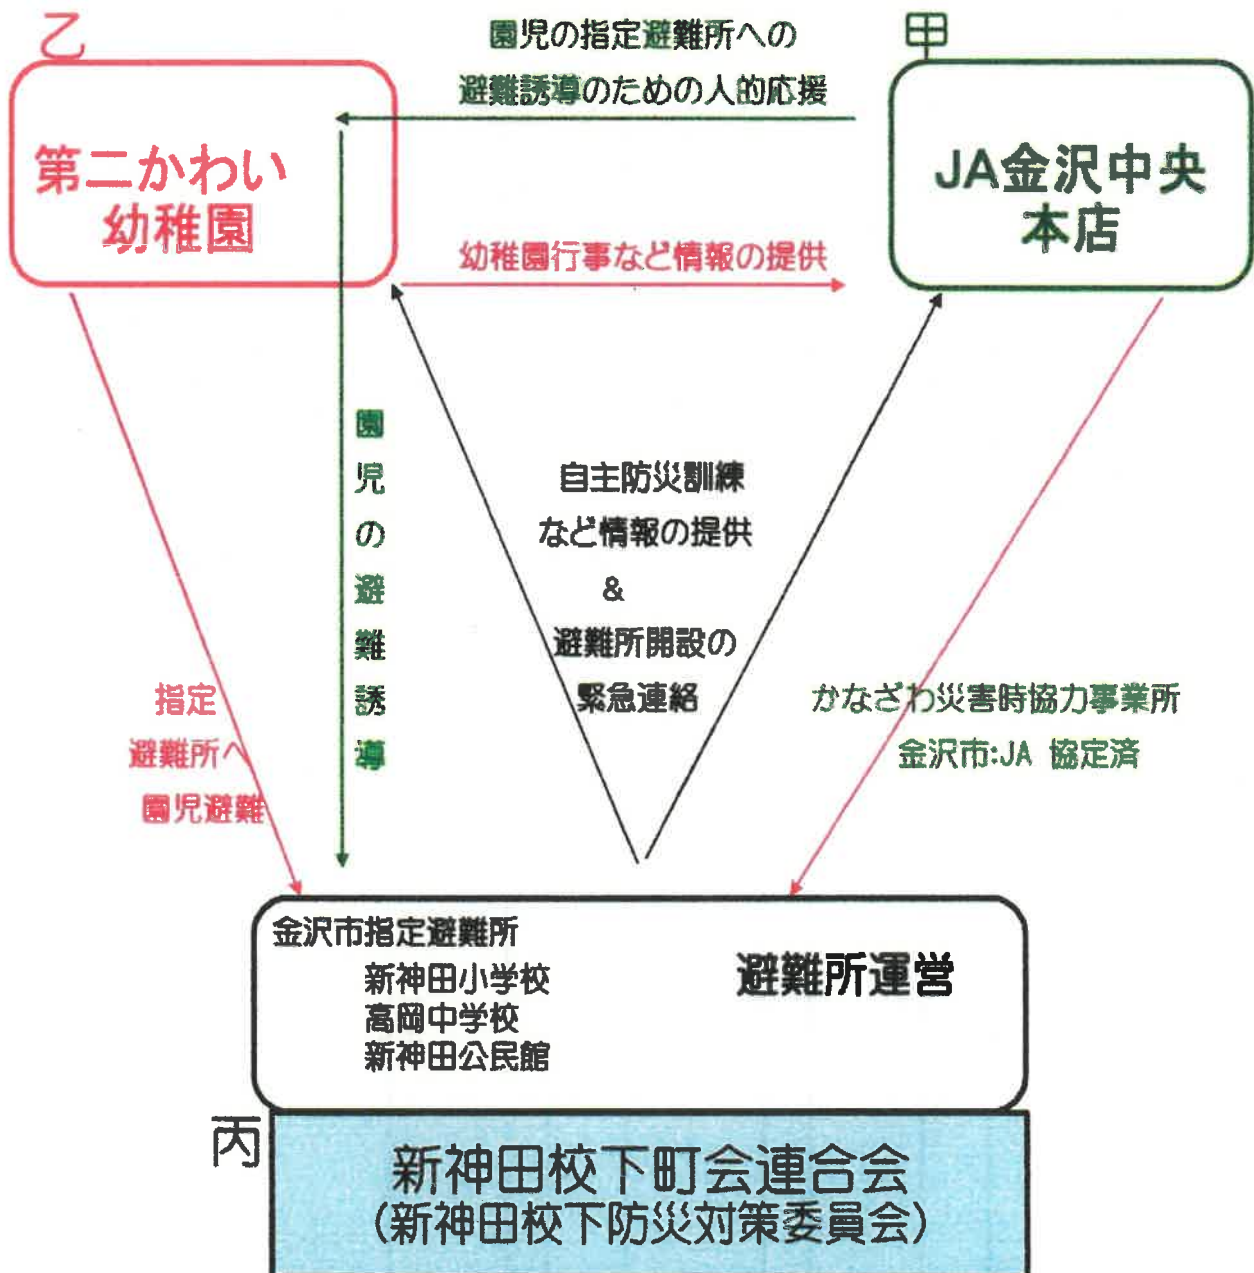 乙
園児の指定避難所への
避難誘導のための人的応援
甲
第二かわい
幼稚園
JA金沢中央
本店
幼稚園行事など情報の提供
園児の避難誘導
自主防災訓練
など情報の提供
&
避難所開設の
緊急連絡
指定
避難所へ
園児避難
かなざわ災害時協力事業所
金沢市:JA 協定済
金沢市指定避難所
新神田小学校
高岡中学校
新神田公民館
避難所運営
丙
新神田校下町会連合会
(新神田校下防災対策委員会)